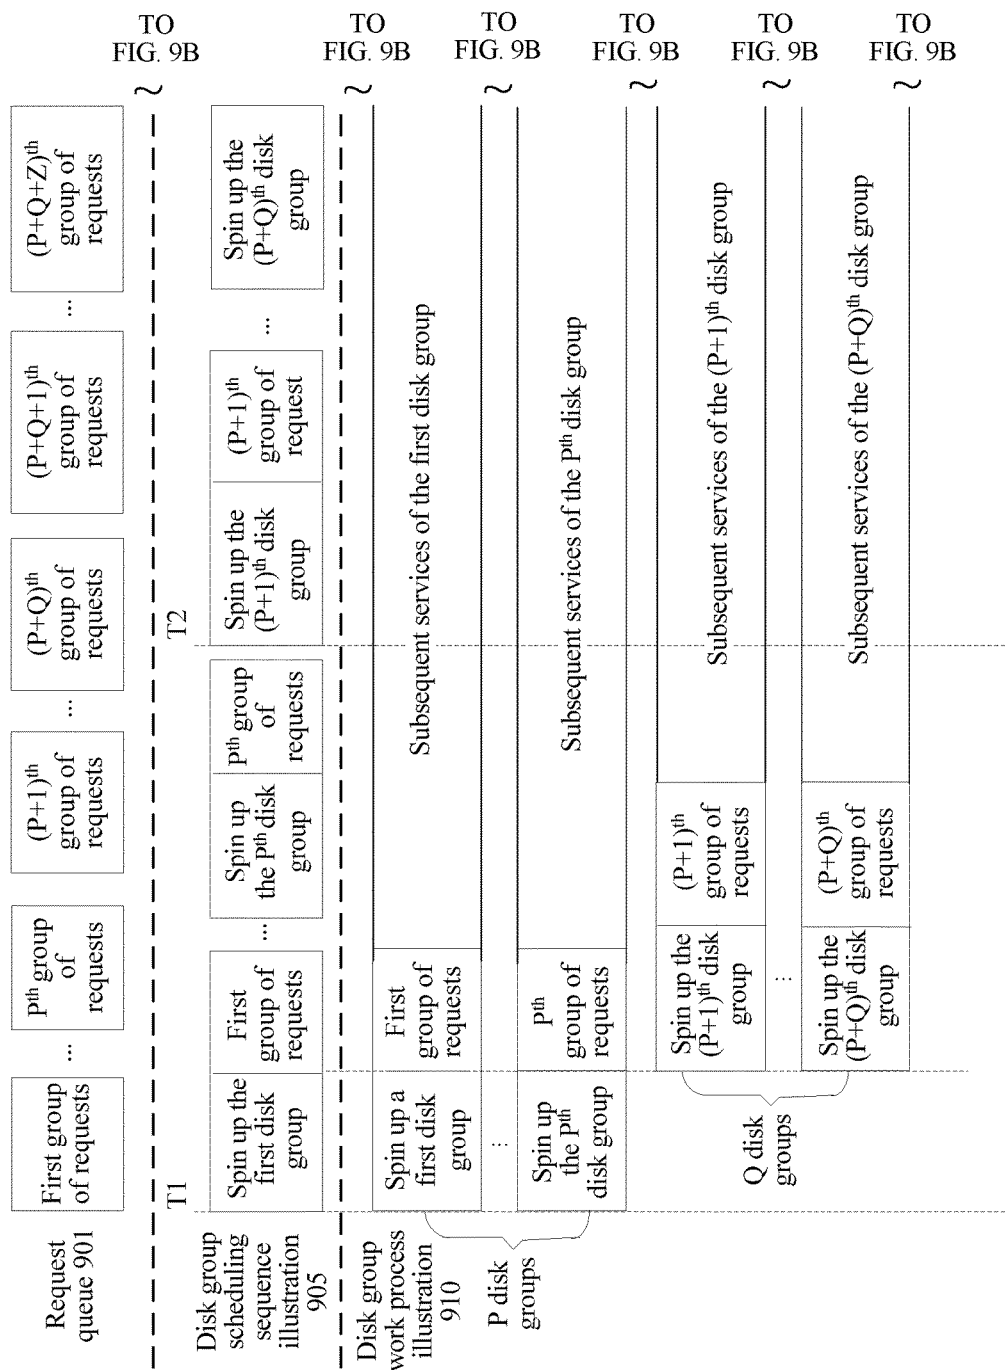 Request
queue 901
First group
of requests
...
Pth group
of
requests
(P+1)th
group of
requests
...
(P+Q)th
group of
requests
(P+Q+1)th
group of
requests
...
(P+Q+Z)th
group of
requests
TO
FIG. 9B
T1
T2
TO
FIG. 9B
Disk group
scheduling
sequence
illustration
905
Spin up the
first disk
group
First
group of
requests
...
Spin up
the Pth disk
group
Pth group
of
requests
Spin up the
(P+1)th disk
group
(P+1)th
group of
request
...
Spin up the
(P+Q)th disk
group
Disk group
work process
illustration
910
TO
FIG. 9B
P disk
groups
Spin up a
first disk
group
First
group of
requests
Subsequent services of the first disk group
TO
FIG. 9B
...
Spin up
the Pth
disk group
Pth
group of
requests
Subsequent services of the Pth disk group
TO
FIG. 9B
Q disk
groups
Spin up the
(P+1)th disk
group
(P+1)th
group of
requests
Subsequent services of the (P+1)th disk group
TO
FIG. 9B
...
Spin up the
(P+Q)th disk
group
(P+Q)th
group of
requests
Subsequent services of the (P+Q)th disk group
TO
FIG. 9B